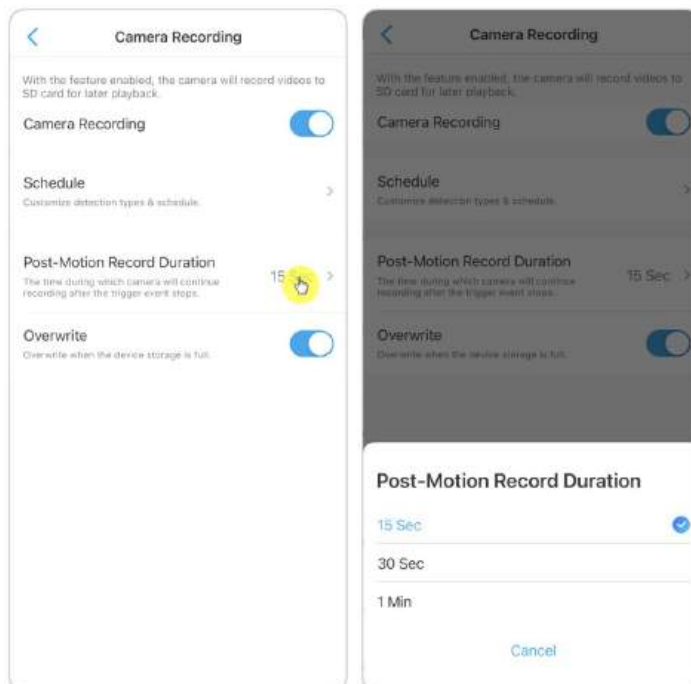 Camera Recording
With the feature enabled, the camera will record videos to
SD card for later playback.
Camera Recording
Schedule
Customize detection types & schedule.
Post-Motion Record Duration
The time during which camera will continue
recording after the trigger event stops.
15
Overwrite
Overwrite when the device storage is full.
Camera Recording
With the feature enabled, the camera will record videos to
SD card for later playback.
Camera Recording
Schedule
Customize detection types & schedule.
Post-Motion Record Duration
The time during which camera will continue
recording after the trigger event stops.
15 Sec
Overwrite
Overwrite when the device storage is full.
Post-Motion Record Duration
15 Sec
30 Sec
1 Min
Cancel